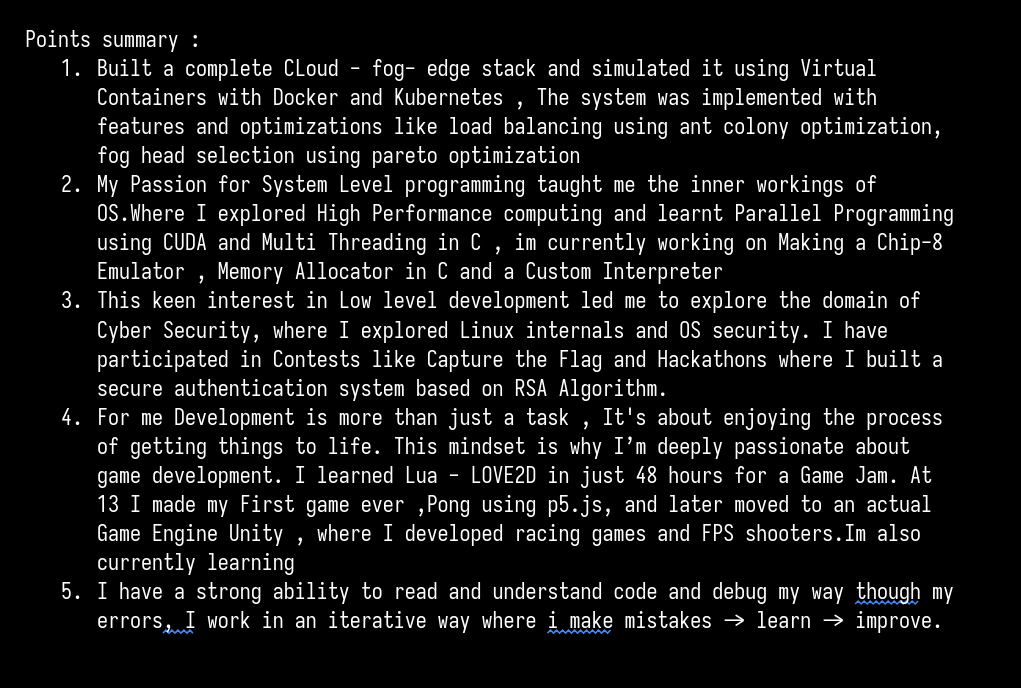 Points summary :
1. Built a complete CLoud - fog- edge stack and simulated it using Virtual
Containers with Docker and Kubernetes , The system was implemented with
features and optimizations like load balancing using ant colony optimization,
fog head selection using pareto optimization
2. My Passion for System Level programming taught me the inner workings of
OS.Where I explored High Performance computing and learnt Parallel Programming
using CUDA and Multi Threading in C , im currently working on Making a Chip-8
Emulator , Memory Allocator in C and a Custom Interpreter
3. This keen interest in Low level development led me to explore the domain of
Cyber Security, where I explored Linux internals and OS security. I have
participated in Contests like Capture the Flag and Hackathons where I built a
secure authentication system based on RSA Algorithm.
4. For me Development is more than just a task , It's about enjoying the process
of getting things to life. This mindset is why I’m deeply passionate about
game development. I learned Lua - LOVE2D in just 48 hours for a Game Jam. At
13 I made my First game ever ,Pong using p5.js, and later moved to an actual
Game Engine Unity , where I developed racing games and FPS shooters.Im also
currently learning
5. I have a strong ability to read and understand code and debug my way though my
errors, I work in an iterative way where i make mistakes → learn → improve.